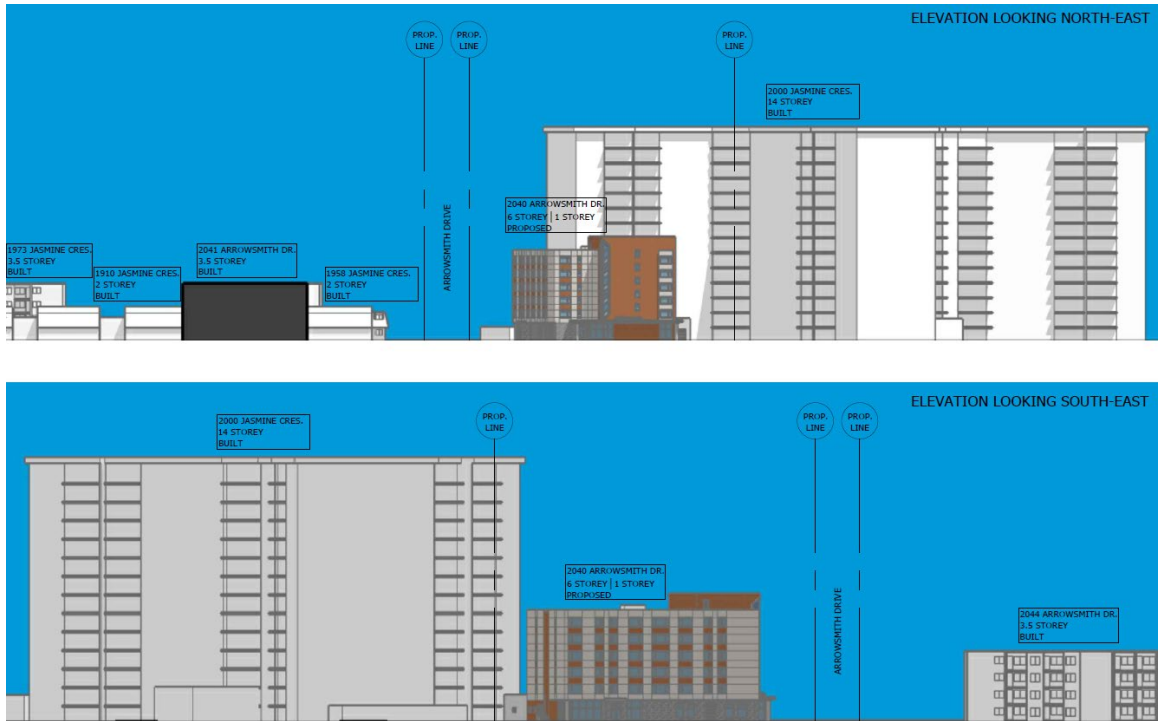 ELEVATION LOOKING NORTH-EAST
PROP.
LINE
PROP.
LINE
PROP.
LINE
2000 JASMINE CRES.
14 STOREY
BUILT
2040 ARROWSMITH DR.
6 STOREY | 1 STOREY
PROPOSED
ARROWSMITH DRIVE
1973 JASMINE CRES.
3.5 STOREY
BUILT
1910 JASMINE CRES.
2 STOREY
BUILT
2041 ARROWSMITH DR.
3.5 STOREY
BUILT
1958 JASMINE CRES.
2 STOREY
BUILT
ELEVATION LOOKING SOUTH-EAST
2000 JASMINE CRES.
14 STOREY
BUILT
PROP.
LINE
PROP.
LINE
PROP.
LINE
2040 ARROWSMITH DR.
6 STOREY | 1 STOREY
PROPOSED
ARROWSMITH DRIVE
2044 ARROWSMITH DR.
3.5 STOREY
BUILT